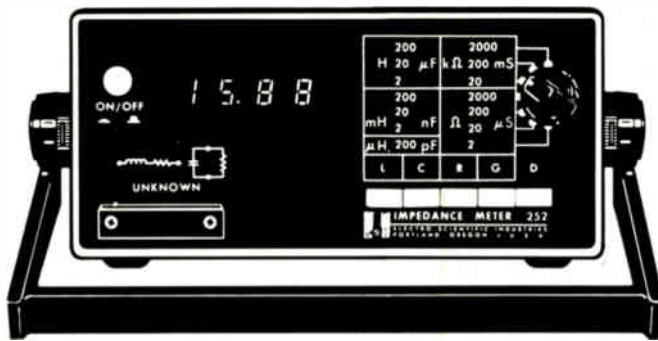 ON/OFF
15.88
UNKNOWN
200
H 20 μF
2
2000
kΩ 200 mS
20
200
20
mH 2 nF
μH 200 pF
2000
200
Ω 20 μS
2
L C R G D
IMPEDANCE METER 252
ELECTRO SCIENTIFIC INDUSTRIES
PORTLAND OREGON U S A